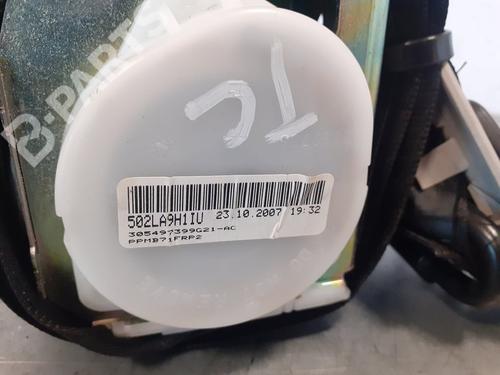 B-PARTS
TC
502LA9H1IU 23.10.2007 19:32
305497399G21-AC
PPMB71FRP2